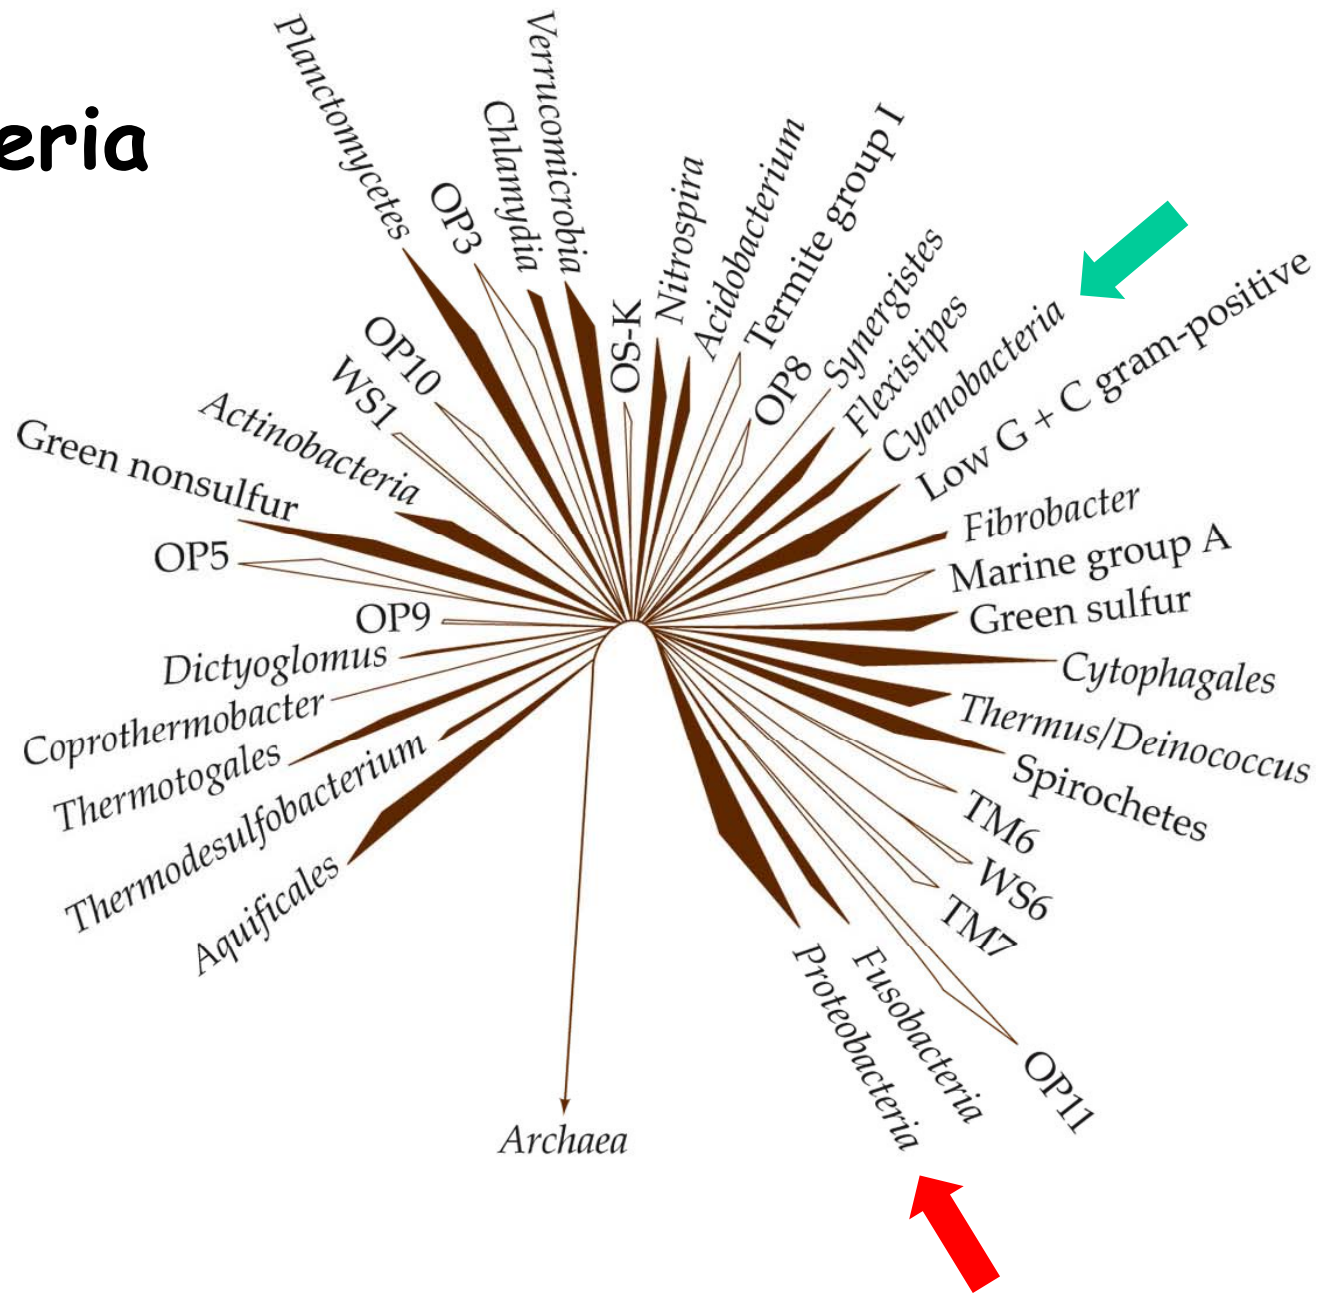 eria
Planctomycetes
OP3
Chlamydia
Verrucomicrobia
OS-K
Nitrospira
Acidobacterium
Termite group I
OP8
Synergistes
Flexistipes
Cyanobacteria
Low G + C gram-positive
Fibrobacter
Marine group A
Green sulfur
Cytophagales
Thermus/Deinococcus
Spirochetes
TM6
WS6
TM7
OP11
Fusobacteria
Proteobacteria
Archaea
Aquificales
Thermodesulfobacterium
Thermotogales
Coprothermobacter
Dictyoglomus
OP9
OP5
Green nonsulfur
Actinobacteria
WS1
OP10